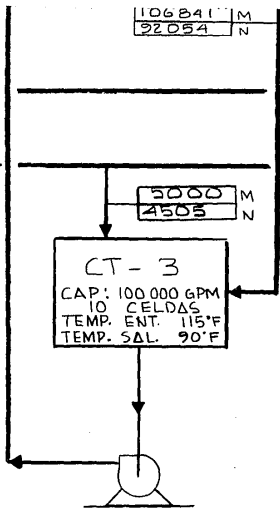 106841 M
92054 N
5000 M
4505 N
CT - 3
CAP: 100 000 GPM
10 CELDAS
TEMP. ENT. 115°F
TEMP. SAL. 90°F